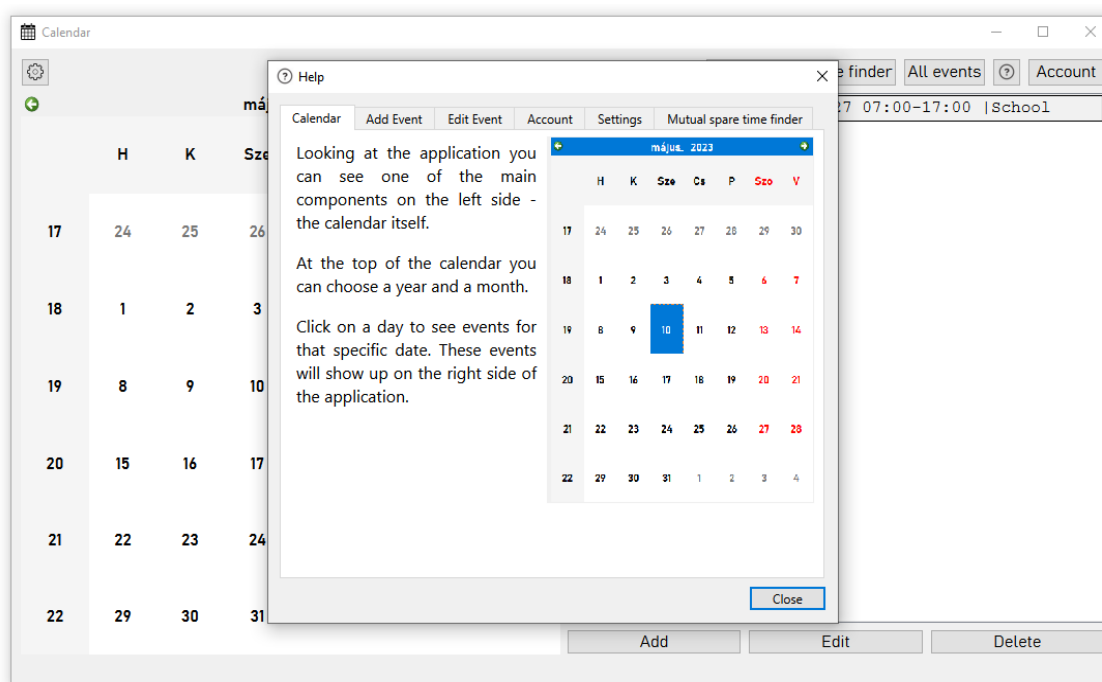 Calendar
finder All events ? Account
máj
27 07:00-17:00 |School
H K Sze
17 24 25 26
18 1 2 3
19 8 9 10
20 15 16 17
21 22 23 24
22 29 30 31
? Help
Calendar Add Event Edit Event Account Settings Mutual spare time finder
Looking at the application you
can see one of the main
components on the left side -
the calendar itself.
At the top of the calendar you
can choose a year and a month.
Click on a day to see events for
that specific date. These events
will show up on the right side of
the application.
május 2023
H K Sze Cs P Szo V
17 24 25 26 27 28 29 30
18 1 2 3 4 5 6 7
19 8 9 10 11 12 13 14
20 15 16 17 18 19 20 21
21 22 23 24 25 26 27 28
22 29 30 31 1 2 3 4
Close
Add Edit Delete